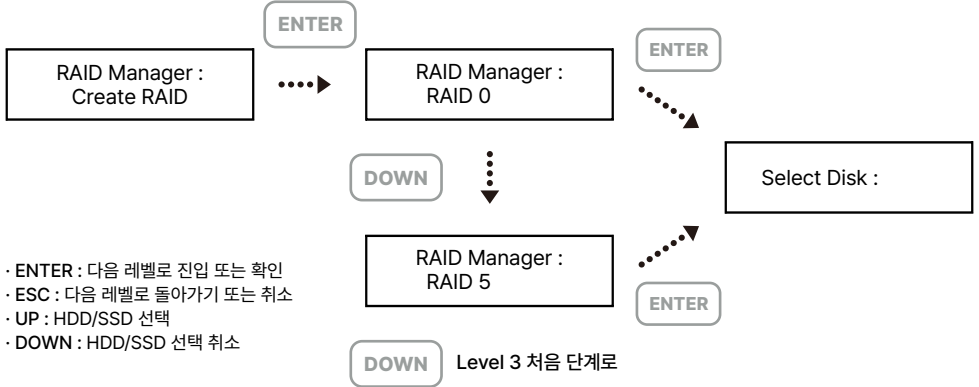 ENTER
RAID Manager :
Create RAID
RAID Manager :
RAID 0
ENTER
DOWN
Select Disk :
RAID Manager :
RAID 5
ENTER
· ENTER : 다음 레벨로 진입 또는 확인
· ESC : 다음 레벨로 돌아가기 또는 취소
· UP : HDD/SSD 선택
· DOWN : HDD/SSD 선택 취소
DOWN Level 3 처음 단계로